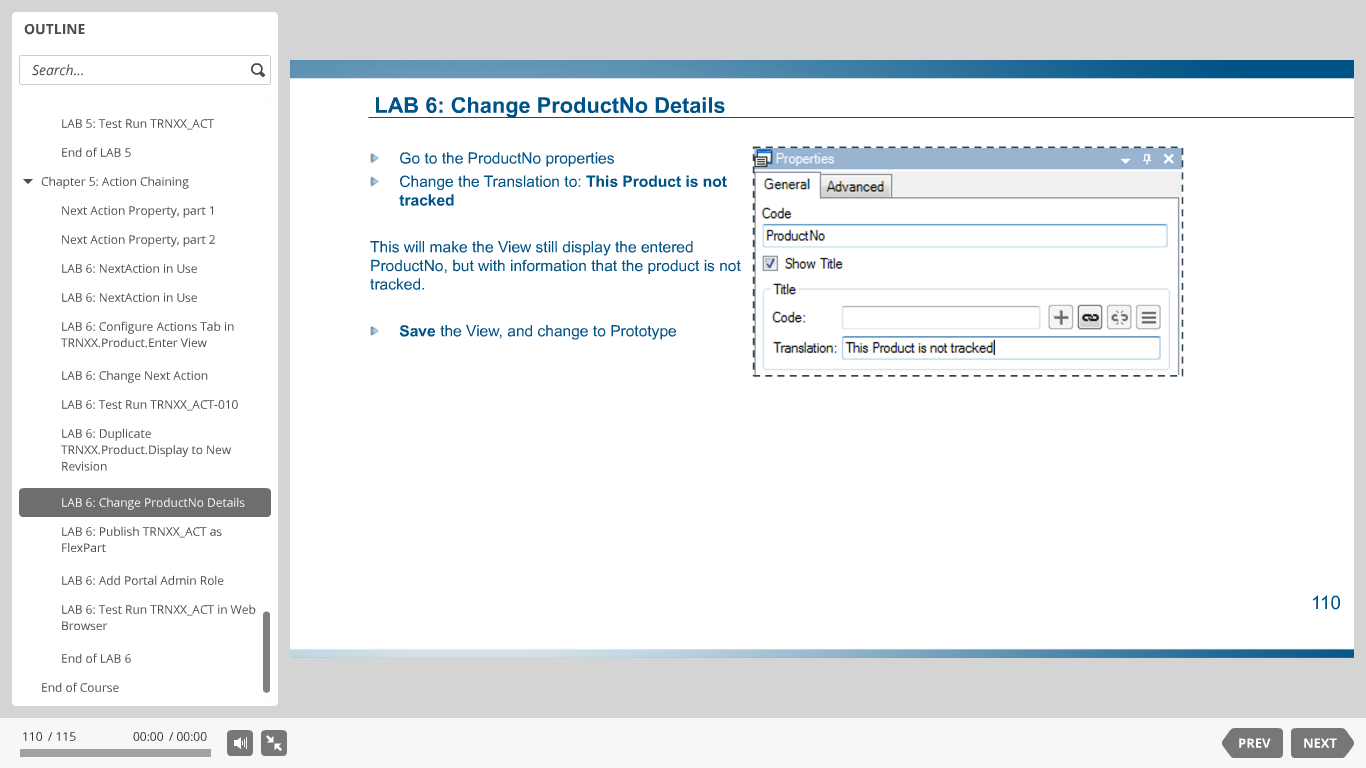 OUTLINE
Search...
LAB 5: Test Run TRNXX_ACT
End of LAB 5
Chapter 5: Action Chaining
Next Action Property, part 1
Next Action Property, part 2
LAB 6: NextAction in Use
LAB 6: NextAction in Use
LAB 6: Configure Actions Tab in
TRNXX.Product.Enter View
LAB 6: Change Next Action
LAB 6: Test Run TRNXX_ACT-010
LAB 6: Duplicate
TRNXX.Product.Display to New
Revision
LAB 6: Change ProductNo Details
LAB 6: Publish TRNXX_ACT as
FlexPart
LAB 6: Add Portal Admin Role
LAB 6: Test Run TRNXX_ACT in Web
Browser
End of LAB 6
End of Course
LAB 6: Change ProductNo Details
Go to the ProductNo properties
Change the Translation to: This Product is not
tracked
This will make the View still display the entered
ProductNo, but with information that the product is not
tracked.
Save the View, and change to Prototype
Properties
General Advanced
Code
ProductNo
Show Title
Title
Code:
Translation: This Product is not tracked
110
110 / 115 00:00 / 00:00
PREV NEXT